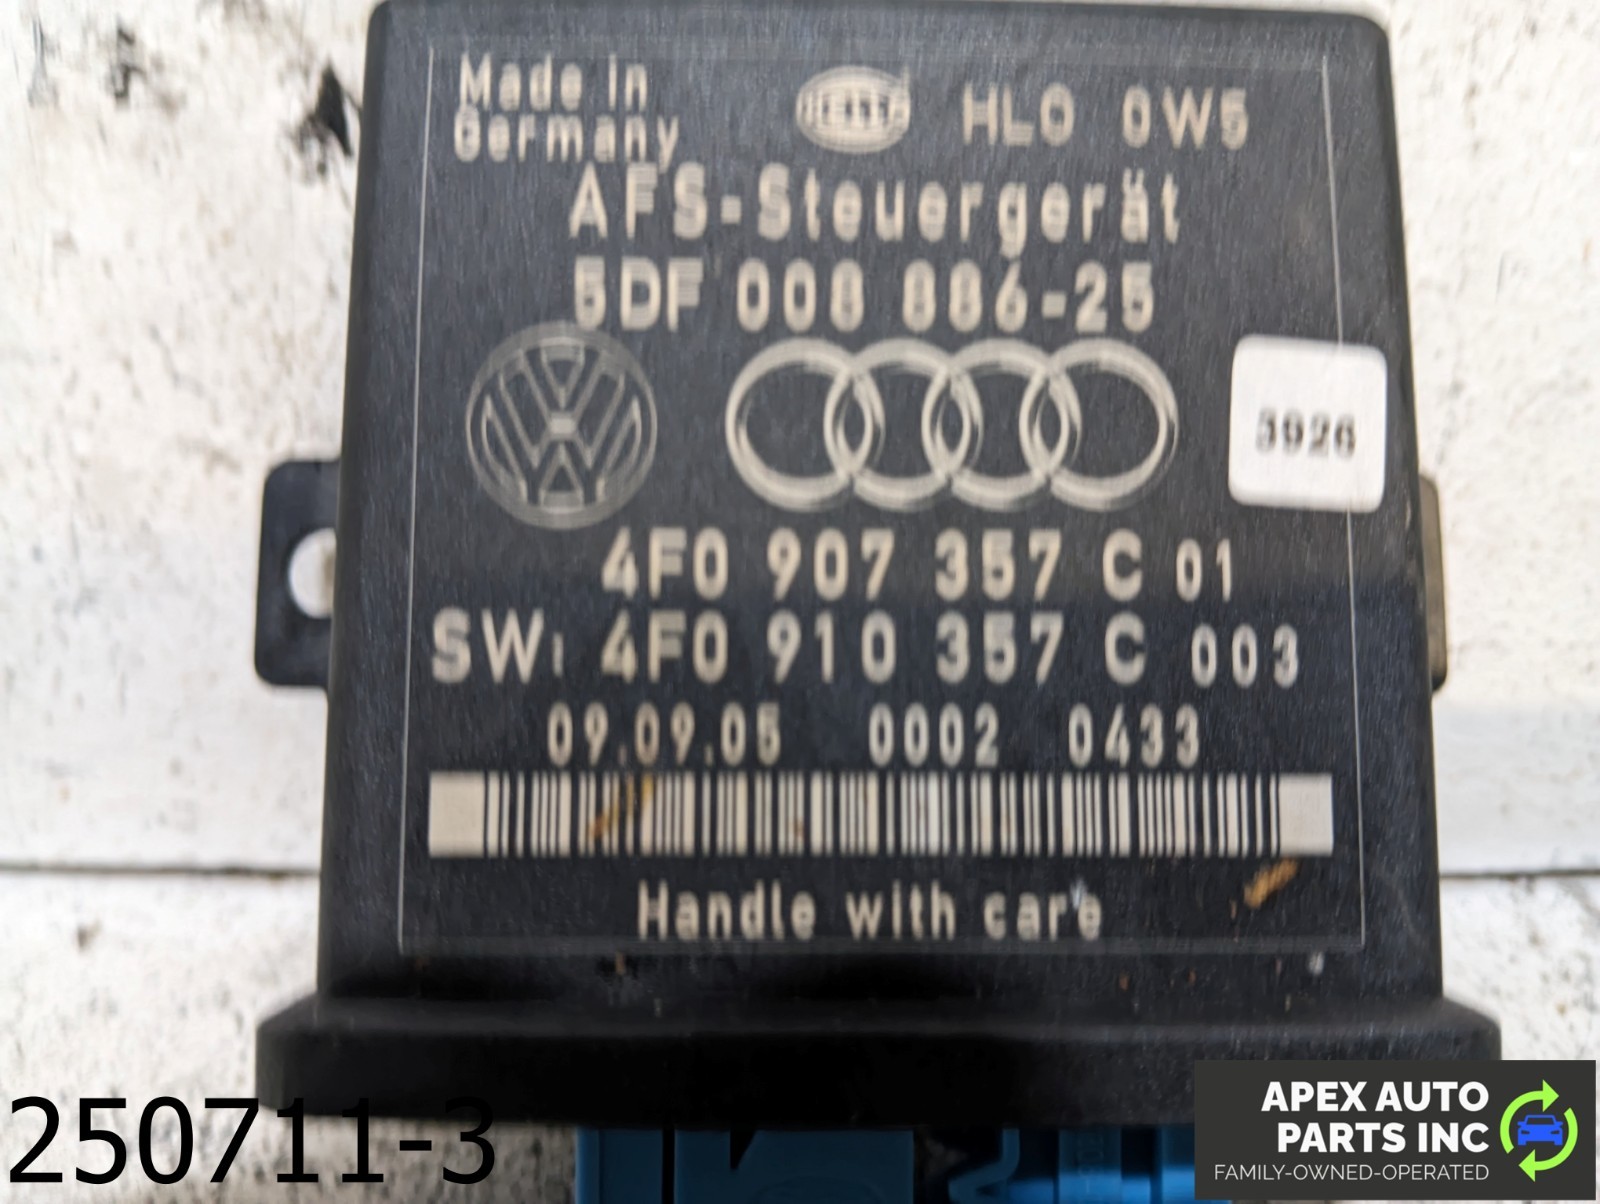 Made in
Germany
HELLA
HLO 0W5
AFS-Steuergerät
5DF 008 886-25
3926
4F0 907 357 C 01
SW: 4F0 910 357 C 003
09.09.05 0002 0433
Handle with care
250711-3
APEX AUTO
PARTS INC
FAMILY-OWNED-OPERATED